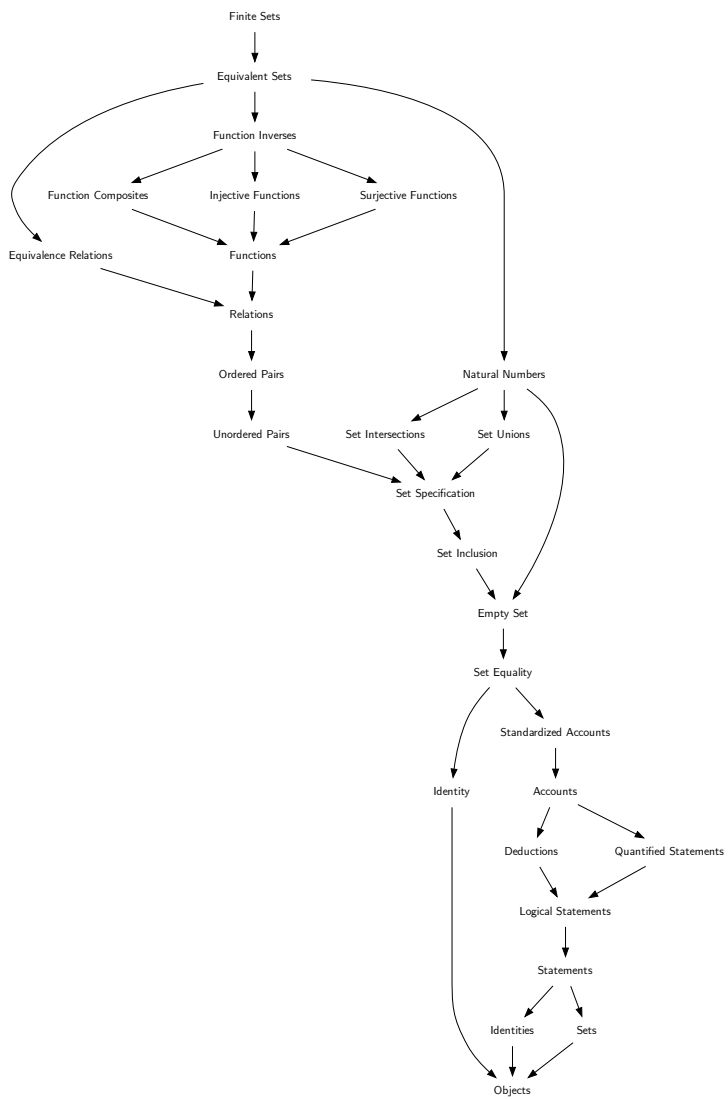 Finite Sets
Equivalent Sets
Function Inverses
Function Composites
Injective Functions
Surjective Functions
Equivalence Relations
Functions
Relations
Ordered Pairs
Natural Numbers
Unordered Pairs
Set Intersections
Set Unions
Set Specification
Set Inclusion
Empty Set
Set Equality
Standardized Accounts
Identity
Accounts
Deductions
Quantified Statements
Logical Statements
Statements
Identities
Sets
Objects